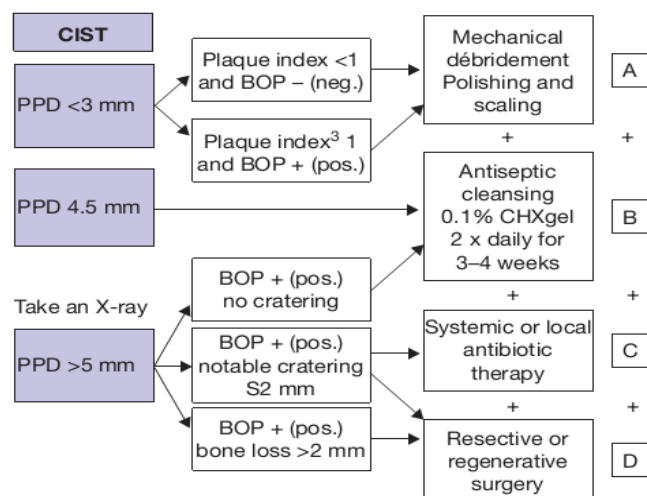 CIST
PPD <3 mm
Plaque index <1
and BOP – (neg.)
Plaque index³ 1
and BOP + (pos.)
Mechanical
débridement
Polishing and
scaling
A
+
+
PPD 4.5 mm
Antiseptic
cleansing
0.1% CHXgel
2 x daily for
3–4 weeks
B
+
+
Take an X-ray
PPD >5 mm
BOP + (pos.)
no cratering
BOP + (pos.)
notable cratering
S2 mm
BOP + (pos.)
bone loss >2 mm
Systemic or local
antibiotic
therapy
C
+
+
Resective or
regenerative
surgery
D